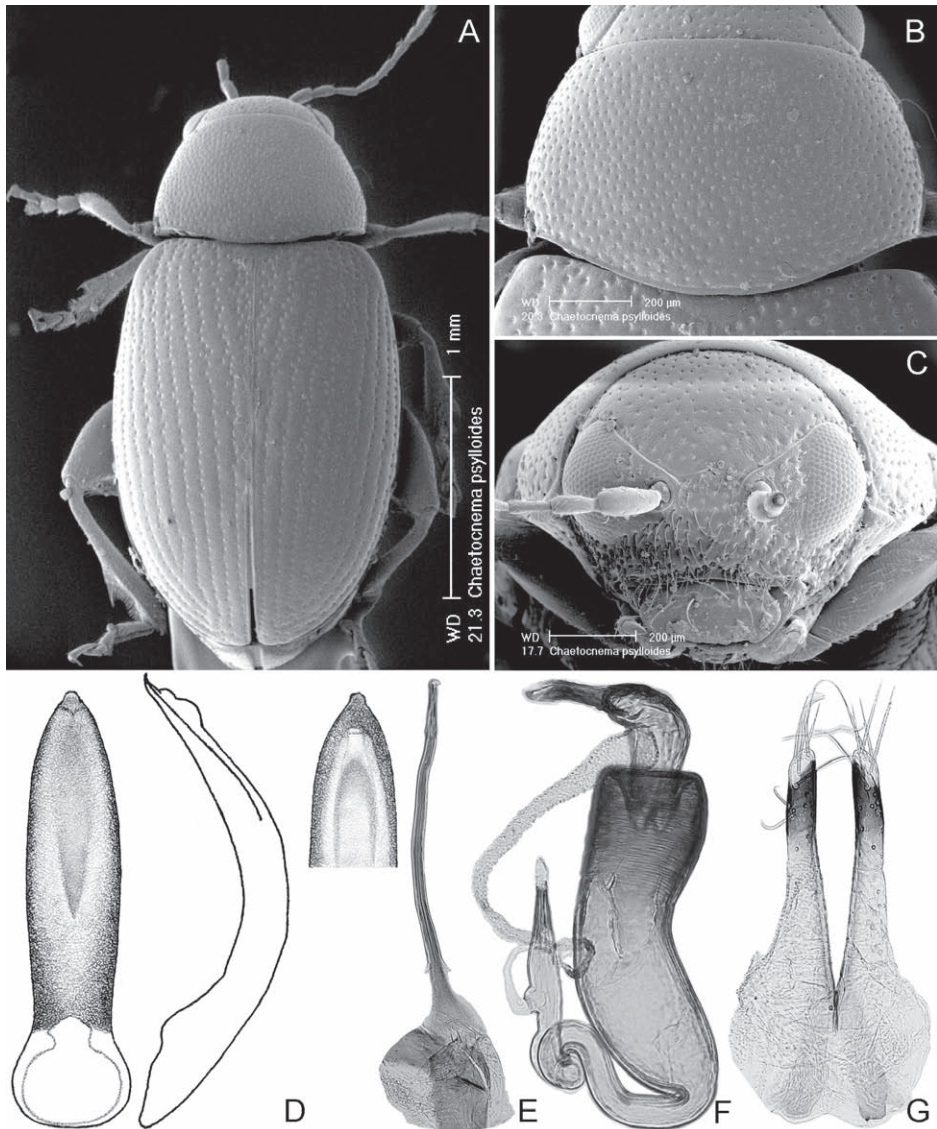 A
1 mm
WD
21.3 Chaetocnema psylloides
B
WD 200 µm
20.3 Chaetocnema psylloides
C
WD 200 µm
17.7 Chaetocnema psylloides
D
E
F
G